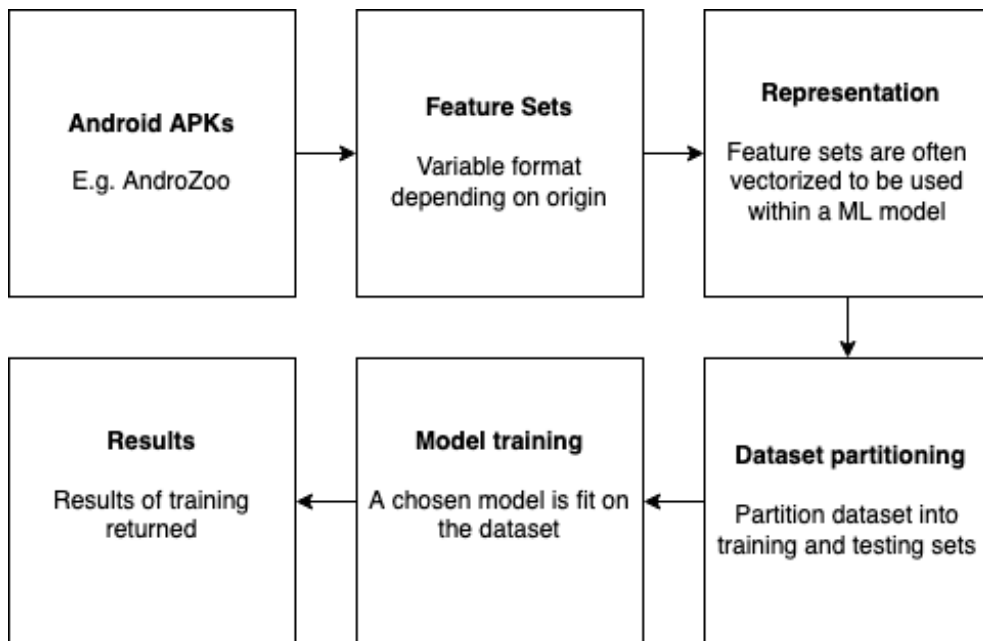 Android APKs
E.g. AndroZoo
Feature Sets
Variable format
depending on origin
Representation
Feature sets are often
vectorized to be used
within a ML model
Results
Results of training
returned
Model training
A chosen model is fit on
the dataset
Dataset partitioning
Partition dataset into
training and testing sets